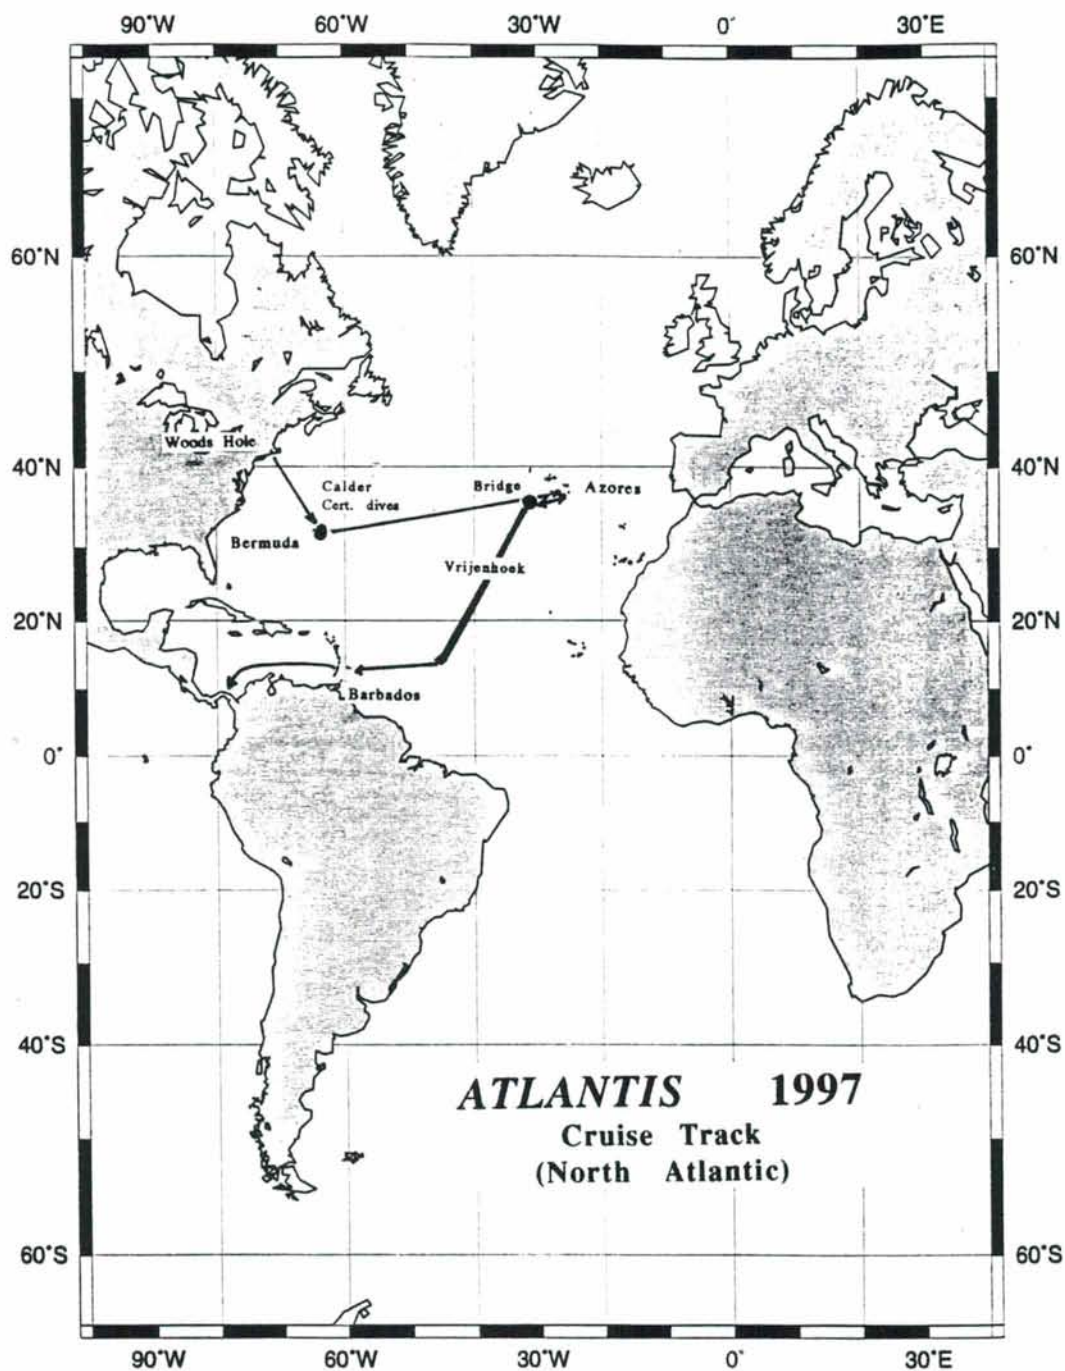 90°W 60°W 30°W 0° 30°E
60°N 60°N
Woods Hole
40°N 40°N
Calder
Cert. dives
Bridge
Azores
Bermuda
Vrijenhoek
20°N 20°N
Barbados
0° 0°
20°S 20°S
40°S 40°S
ATLANTIS 1997
Cruise Track
(North Atlantic)
60°S 60°S
90°W 60°W 30°W 0° 30°E